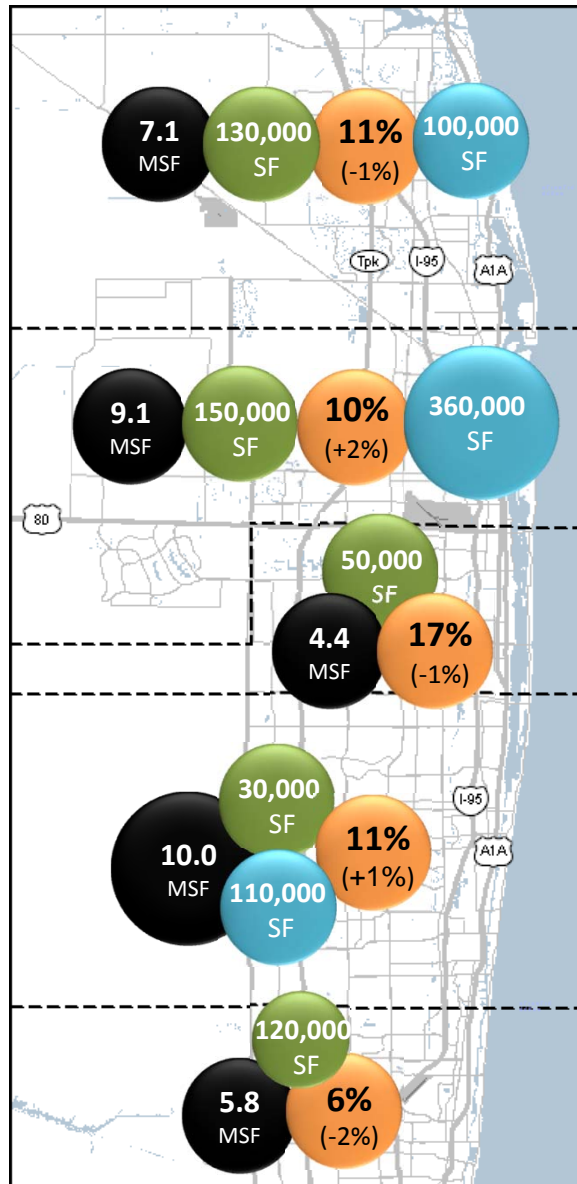 7.1
MSF
130,000
SF
11%
(-1%)
100,000
SF
Tpk
I-95
A1A
9.1
MSF
150,000
SF
10%
(+2%)
360,000
SF
80
50,000
SF
4.4
MSF
17%
(-1%)
30,000
SF
10.0
MSF
110,000
SF
11%
(+1%)
I-95
A1A
120,000
SF
5.8
MSF
6%
(-2%)